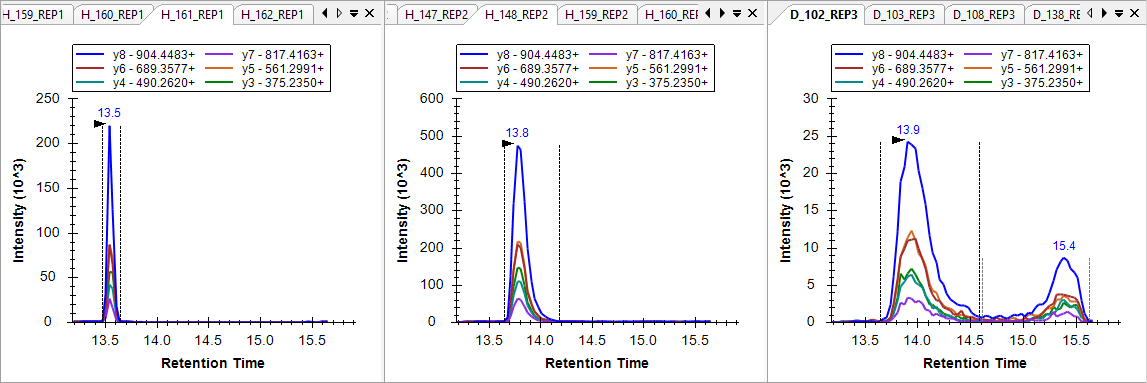 H_159_REP1 H_160_REP1 H_161_REP1 H_162_REP1
y8 - 904.4483+ y7 - 817.4163+
y6 - 689.3577+ y5 - 561.2991+
y4 - 490.2620+ y3 - 375.2350+
250
200
150
100
50
0
Intensity (10^3)
13.5
13.5 14.0 14.5 15.0 15.5
Retention Time
H_147_REP2 H_148_REP2 H_159_REP2 H_160_REP
y8 - 904.4483+ y7 - 817.4163+
y6 - 689.3577+ y5 - 561.2991+
y4 - 490.2620+ y3 - 375.2350+
600
500
400
300
200
100
0
Intensity (10^3)
13.8
13.5 14.0 14.5 15.0 15.5
Retention Time
D_102_REP3 D_103_REP3 D_108_REP3 D_138_RE
y8 - 904.4483+ y7 - 817.4163+
y6 - 689.3577+ y5 - 561.2991+
y4 - 490.2620+ y3 - 375.2350+
30
25
20
15
10
5
0
Intensity (10^3)
13.9
15.4
13.5 14.0 14.5 15.0 15.5
Retention Time